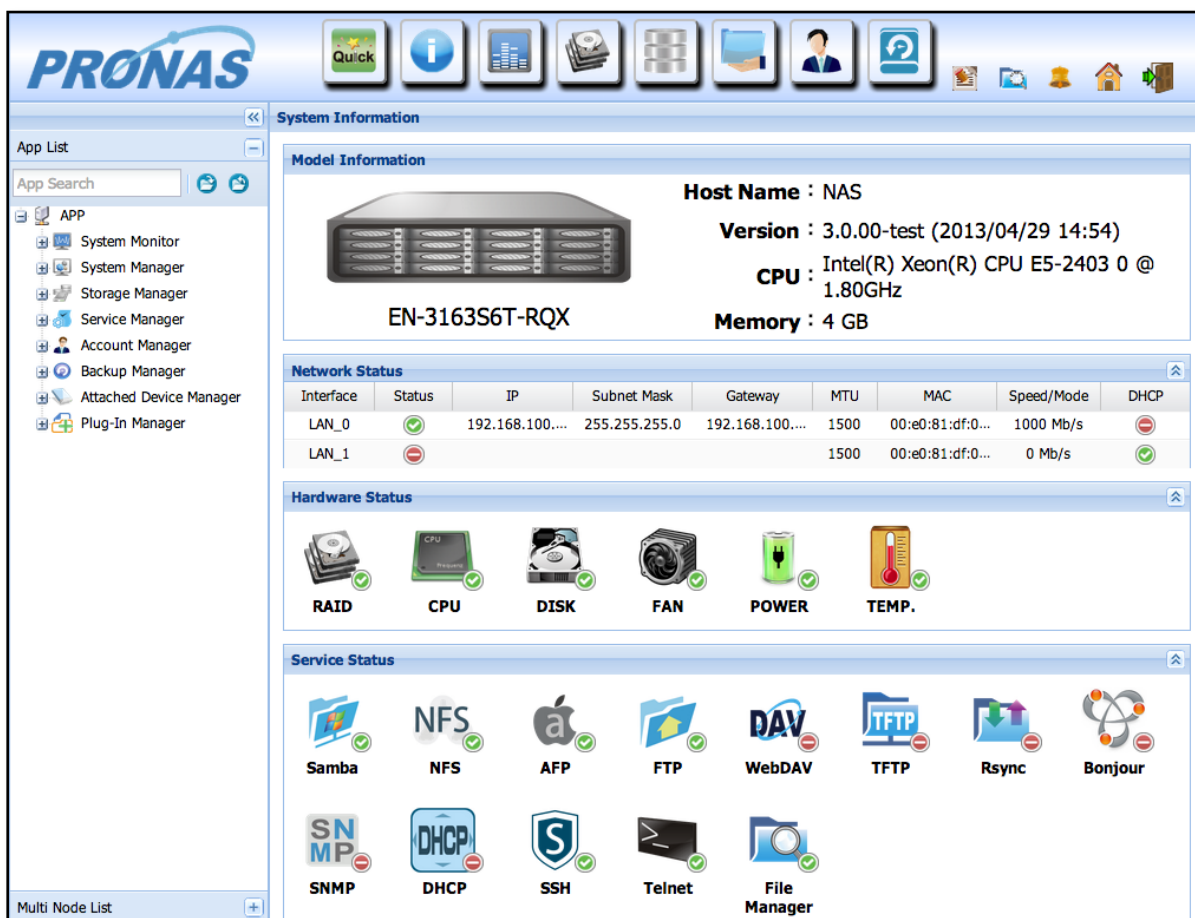 PRONAS
Quick
System Information
App List
App Search
APP
System Monitor
System Manager
Storage Manager
Service Manager
Account Manager
Backup Manager
Attached Device Manager
Plug-In Manager
Multi Node List
Model Information
EN-3163S6T-RQX
Host Name : NAS
Version : 3.0.00-test (2013/04/29 14:54)
CPU : Intel(R) Xeon(R) CPU E5-2403 0 @
1.80GHz
Memory : 4 GB
Network Status
Interface Status IP Subnet Mask Gateway MTU MAC Speed/Mode DHCP
LAN_0 192.168.100.... 255.255.255.0 192.168.100.... 1500 00:e0:81:df:0... 1000 Mb/s
LAN_1 1500 00:e0:81:df:0... 0 Mb/s
Hardware Status
CPU
RAID CPU DISK FAN POWER TEMP.
Service Status
NFS a DAV TFTP
Samba NFS AFP FTP WebDAV TFTP Rsync Bonjour
SN
MP DHCP S >_
SNMP DHCP SSH Telnet File
Manager